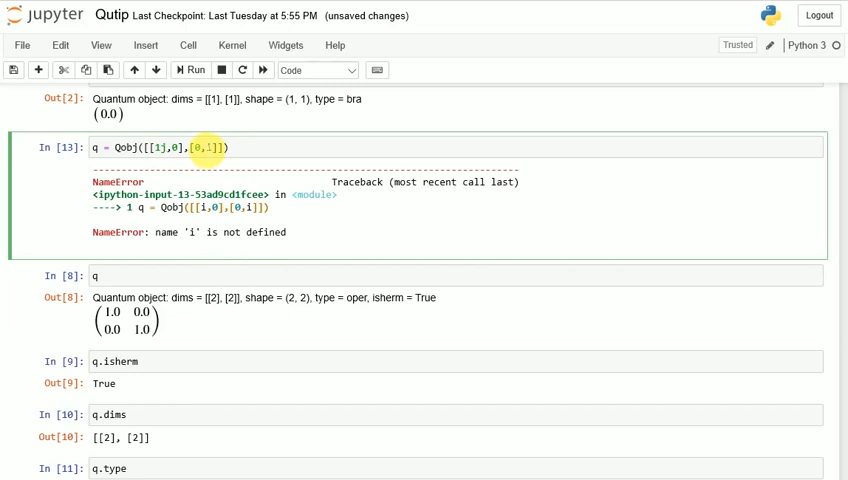 jupyter Qutip Last Checkpoint: Last Tuesday at 5:55 PM (unsaved changes) Logout
File Edit View Insert Cell Kernel Widgets Help Trusted Python 3
Run Code
Out[2]: Quantum object: dims = [[1], [1]], shape = (1, 1), type = bra
(0.0)
In [13]: q = Qobj([[1j,0],[0,i]])
---------------------------------------------------------------------------
NameError Traceback (most recent call last)
<ipython-input-13-53ad9cd1fcee> in <module>
----> 1 q = Qobj([[i,0],[0,i]])
NameError: name 'i' is not defined
In [8]: q
Out[8]: Quantum object: dims = [[2], [2]], shape = (2, 2), type = oper, isherm = True
1.0 0.0
0.0 1.0
In [9]: q.isherm
Out[9]: True
In [10]: q.dims
Out[10]: [[2], [2]]
In [11]: q.type